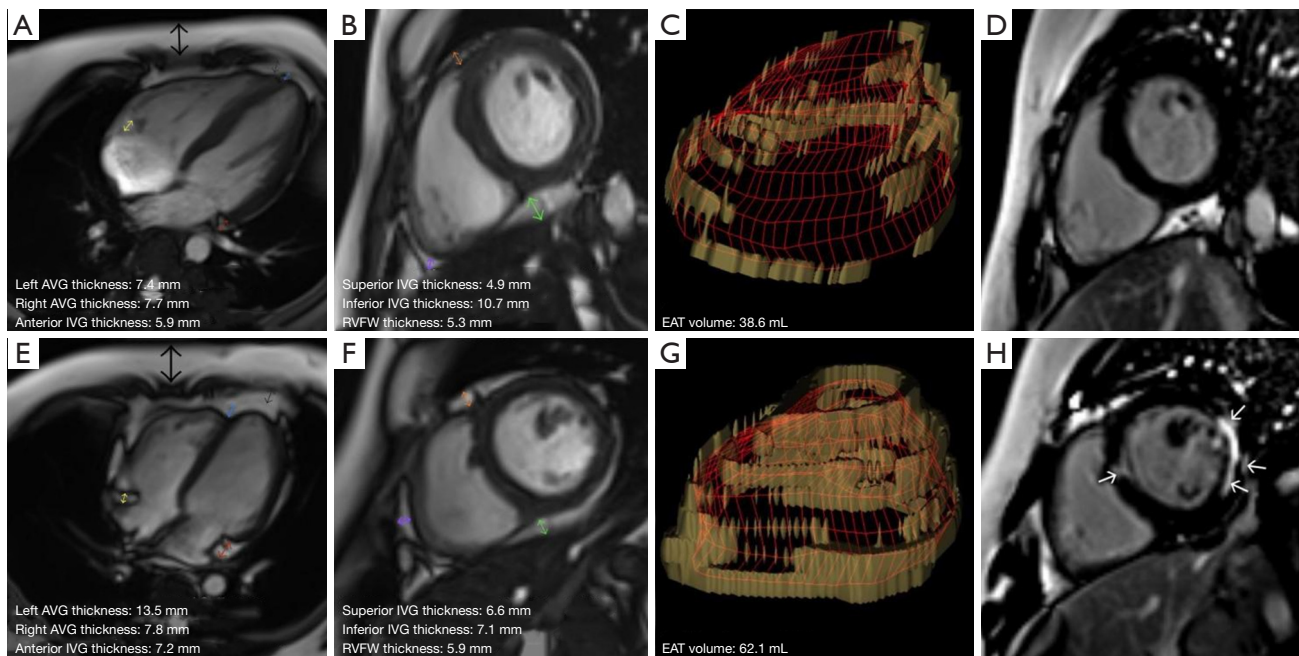 A
B
C
D
Left AVG thickness: 7.4 mm
Right AVG thickness: 7.7 mm
Anterior IVG thickness: 5.9 mm
Superior IVG thickness: 4.9 mm
Inferior IVG thickness: 10.7 mm
RVFW thickness: 5.3 mm
EAT volume: 38.6 mL
E
F
G
H
Left AVG thickness: 13.5 mm
Right AVG thickness: 7.8 mm
Anterior IVG thickness: 7.2 mm
Superior IVG thickness: 6.6 mm
Inferior IVG thickness: 7.1 mm
RVFW thickness: 5.9 mm
EAT volume: 62.1 mL